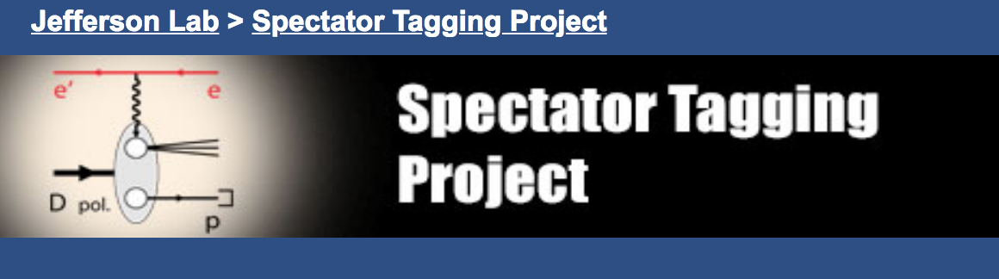 Jefferson Lab > Spectator Tagging Project
e' e
Spectator Tagging
Project
D pol.
p